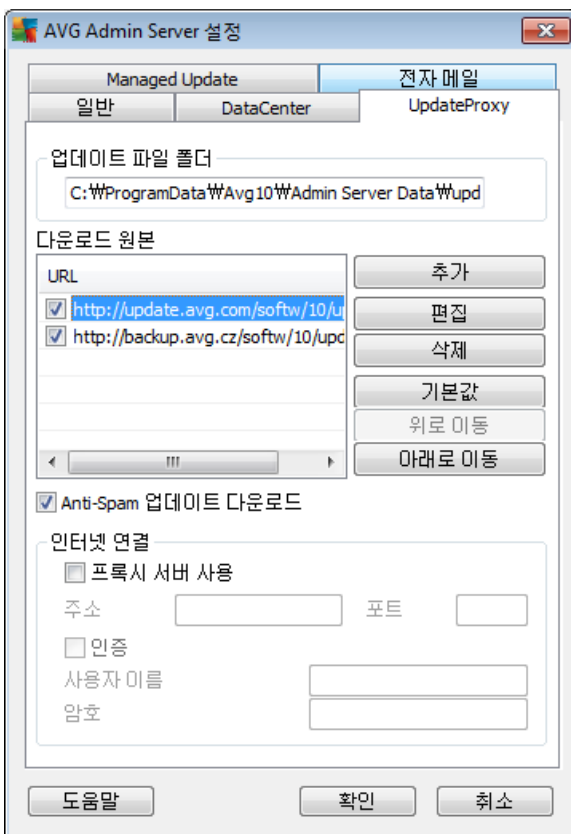 AVG Admin Server 설정
Managed Update
전자 메일
일반
DataCenter
UpdateProxy
업데이트 파일 폴더
C:₩ProgramData₩Avg10₩Admin Server Data₩upd
다운로드 원본
URL
http://update.avg.com/softw/10/u
http://backup.avg.cz/softw/10/upd
추가
편집
삭제
기본값
위로 이동
아래로 이동
Anti-Spam 업데이트 다운로드
인터넷 연결
프록시 서버 사용
주소
포트
인증
사용자 이름
암호
도움말
확인
취소